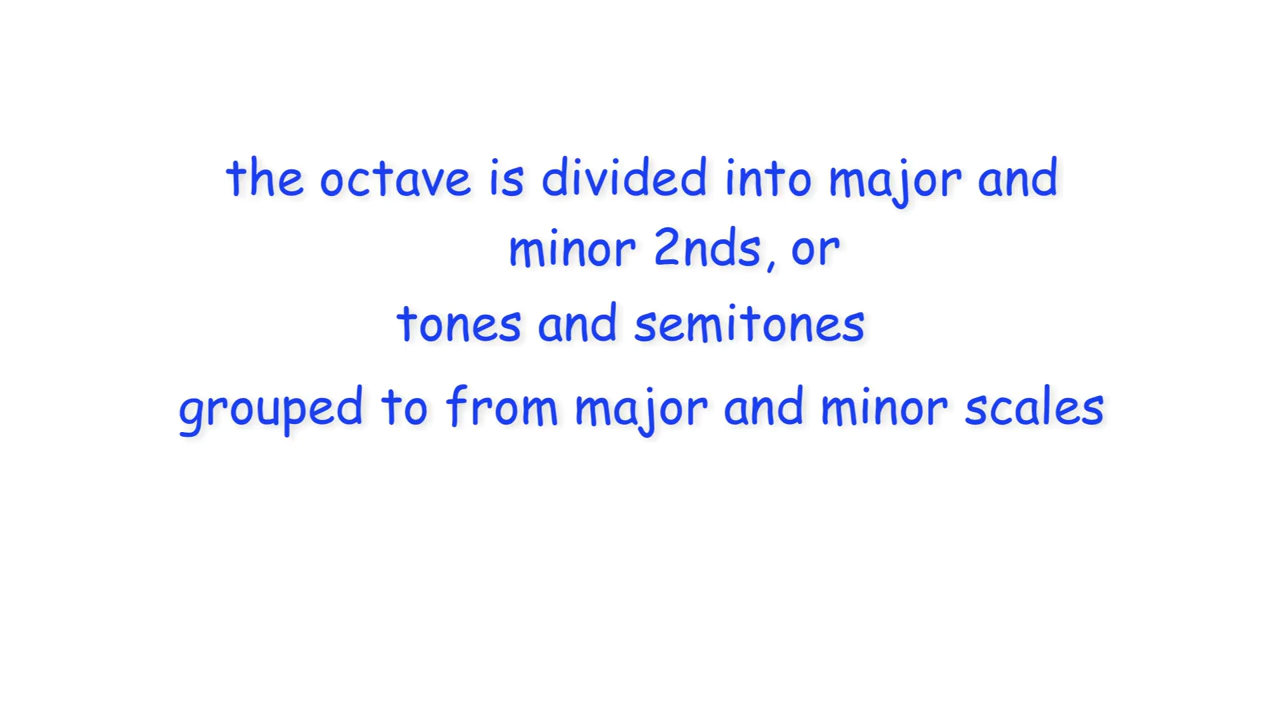 the octave is divided into major and
minor 2nds, or
tones and semitones
grouped to from major and minor scales